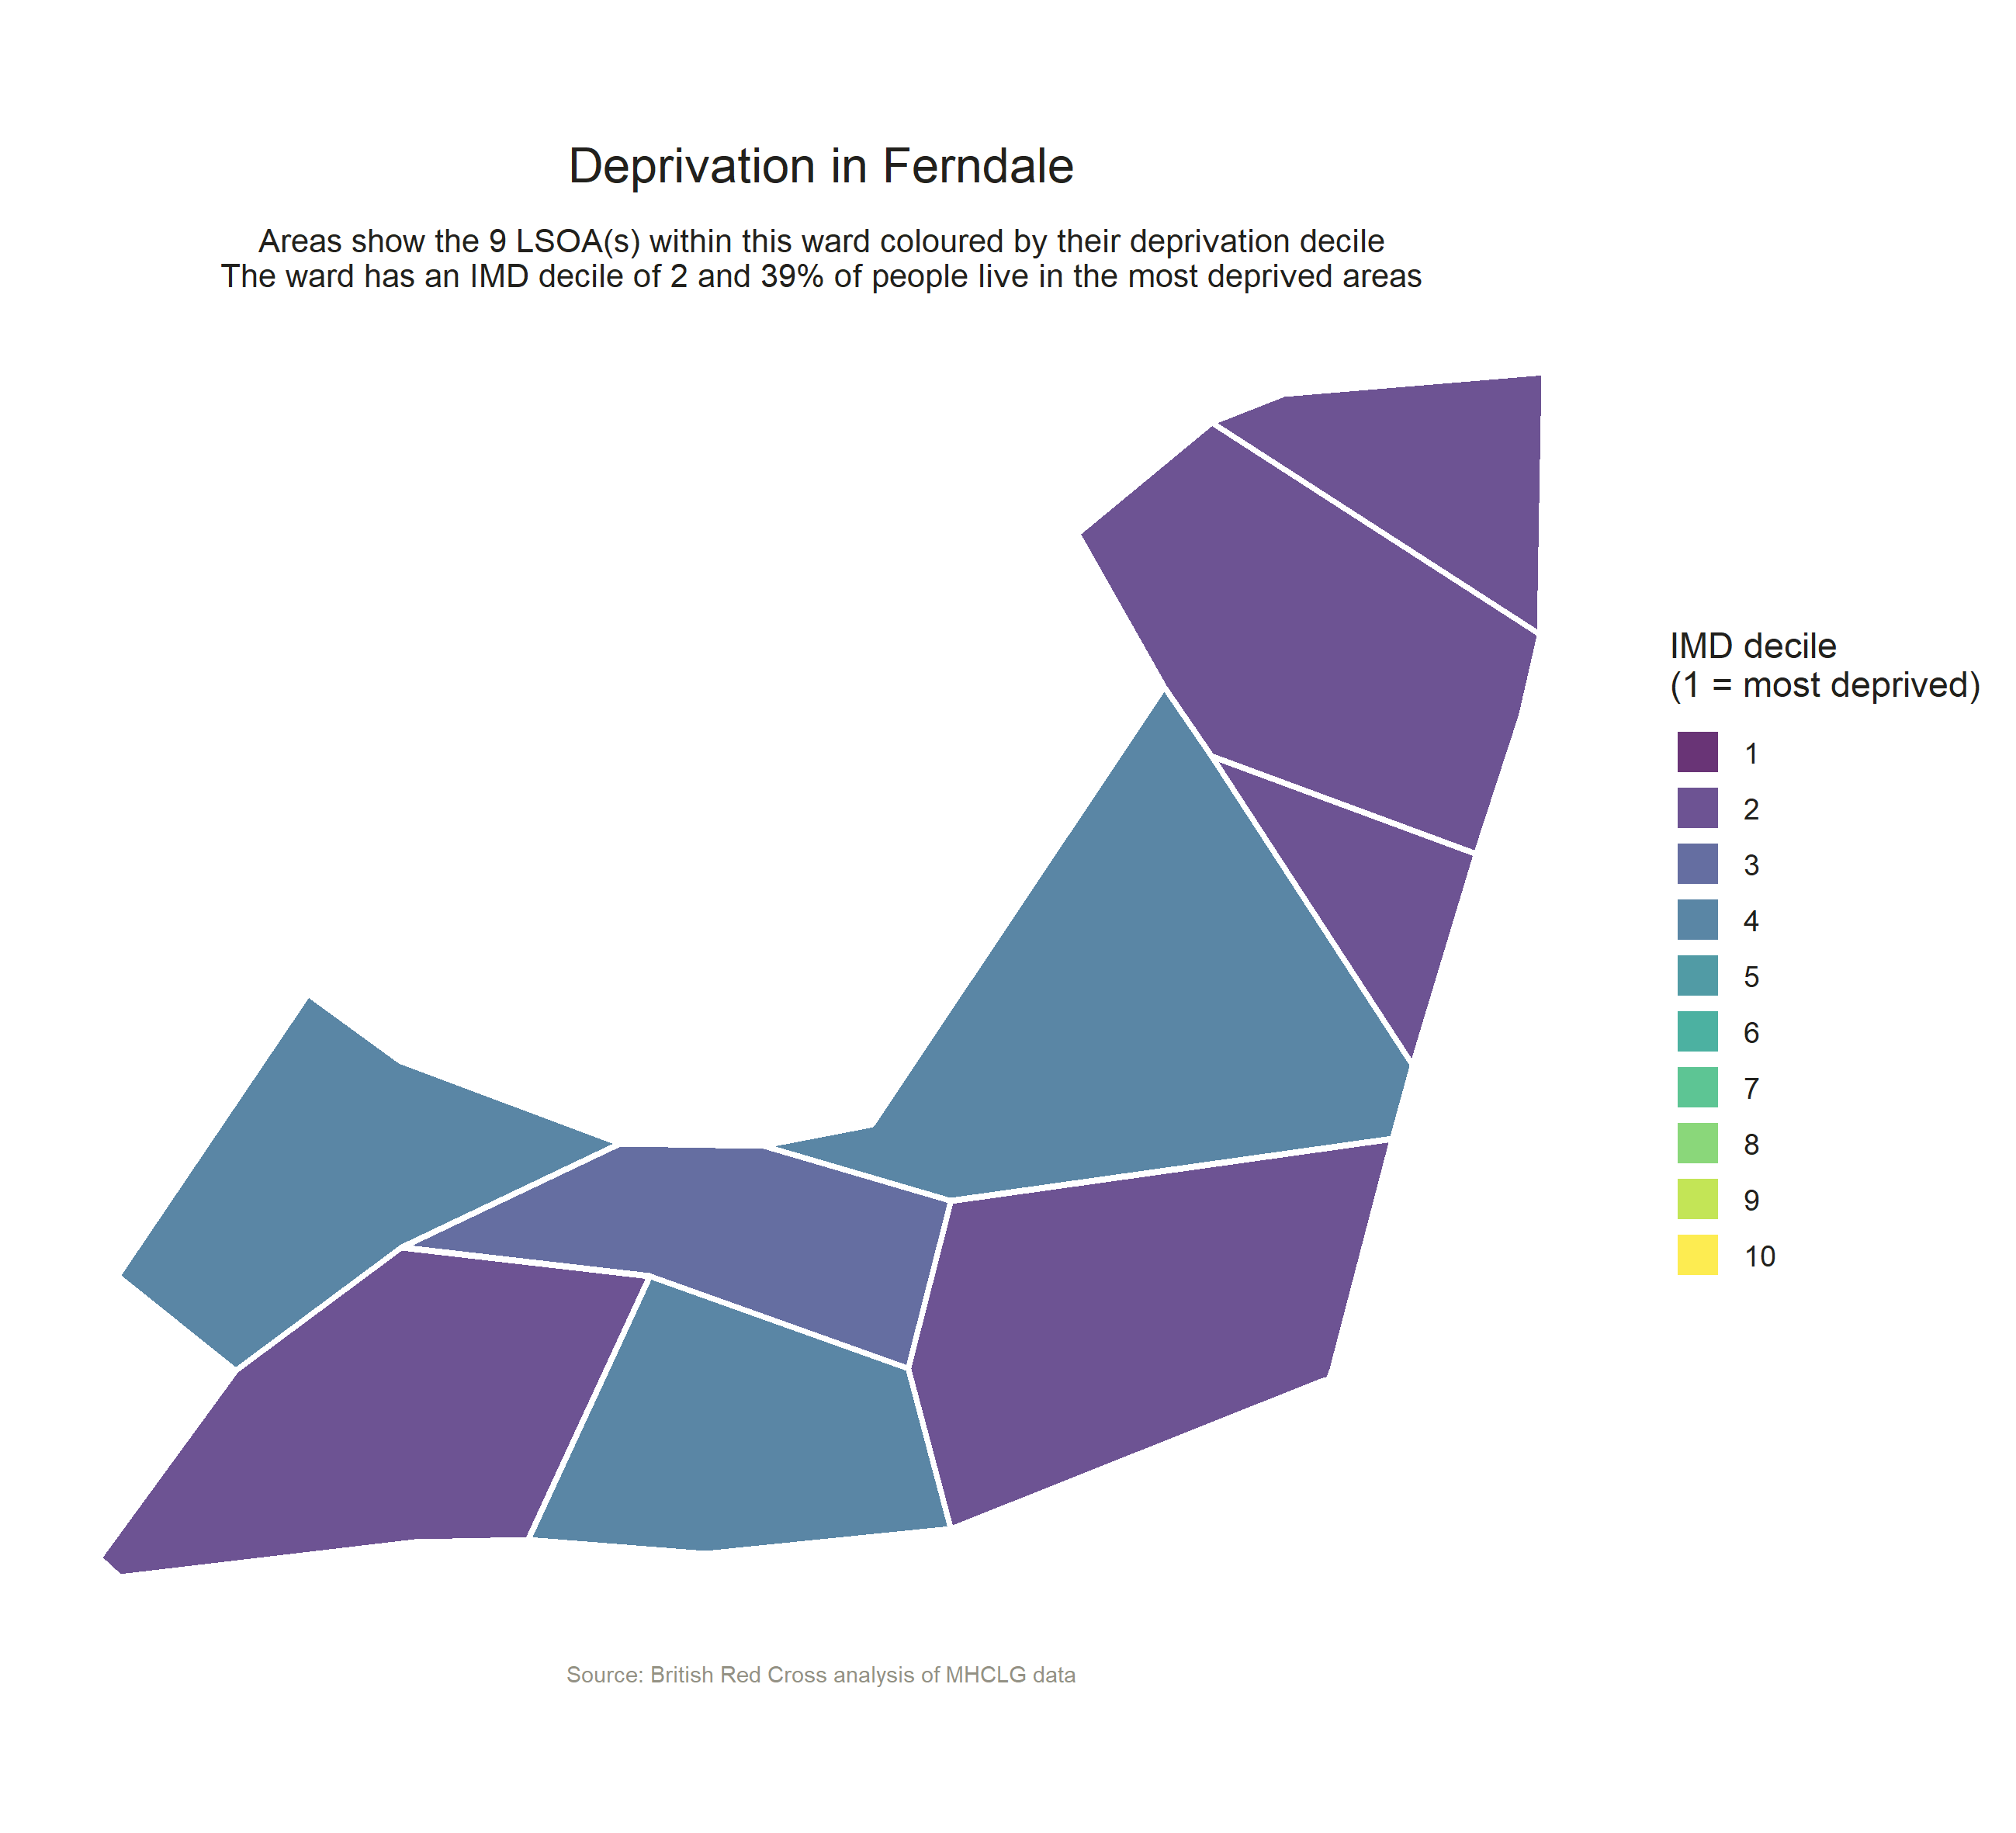 Deprivation in Ferndale
Areas show the 9 LSOA(s) within this ward coloured by their deprivation decile
The ward has an IMD decile of 2 and 39% of people live in the most deprived areas
IMD decile
(1 = most deprived)
1
2
3
4
5
6
7
8
9
10
Source: British Red Cross analysis of MHCLG data